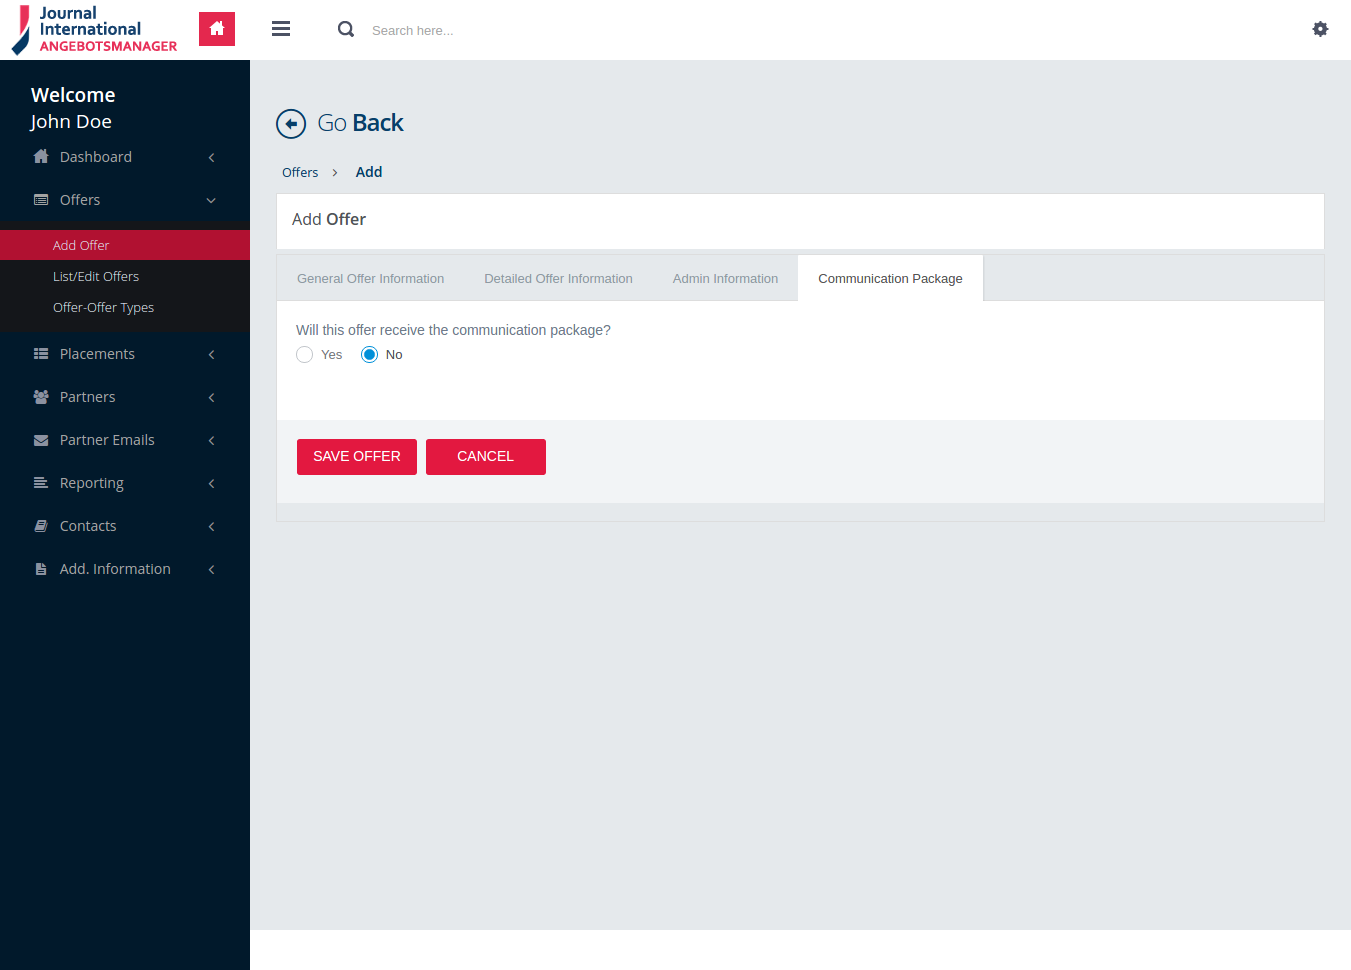 Journal
International
ANGEBOTSMANAGER
Search here...
Welcome
John Doe
Dashboard
Offers
Add Offer
List/Edit Offers
Offer-Offer Types
Placements
Partners
Partner Emails
Reporting
Contacts
Add. Information
Go Back
Offers > Add
Add Offer
General Offer Information Detailed Offer Information Admin Information Communication Package
Will this offer receive the communication package?
Yes No
SAVE OFFER CANCEL